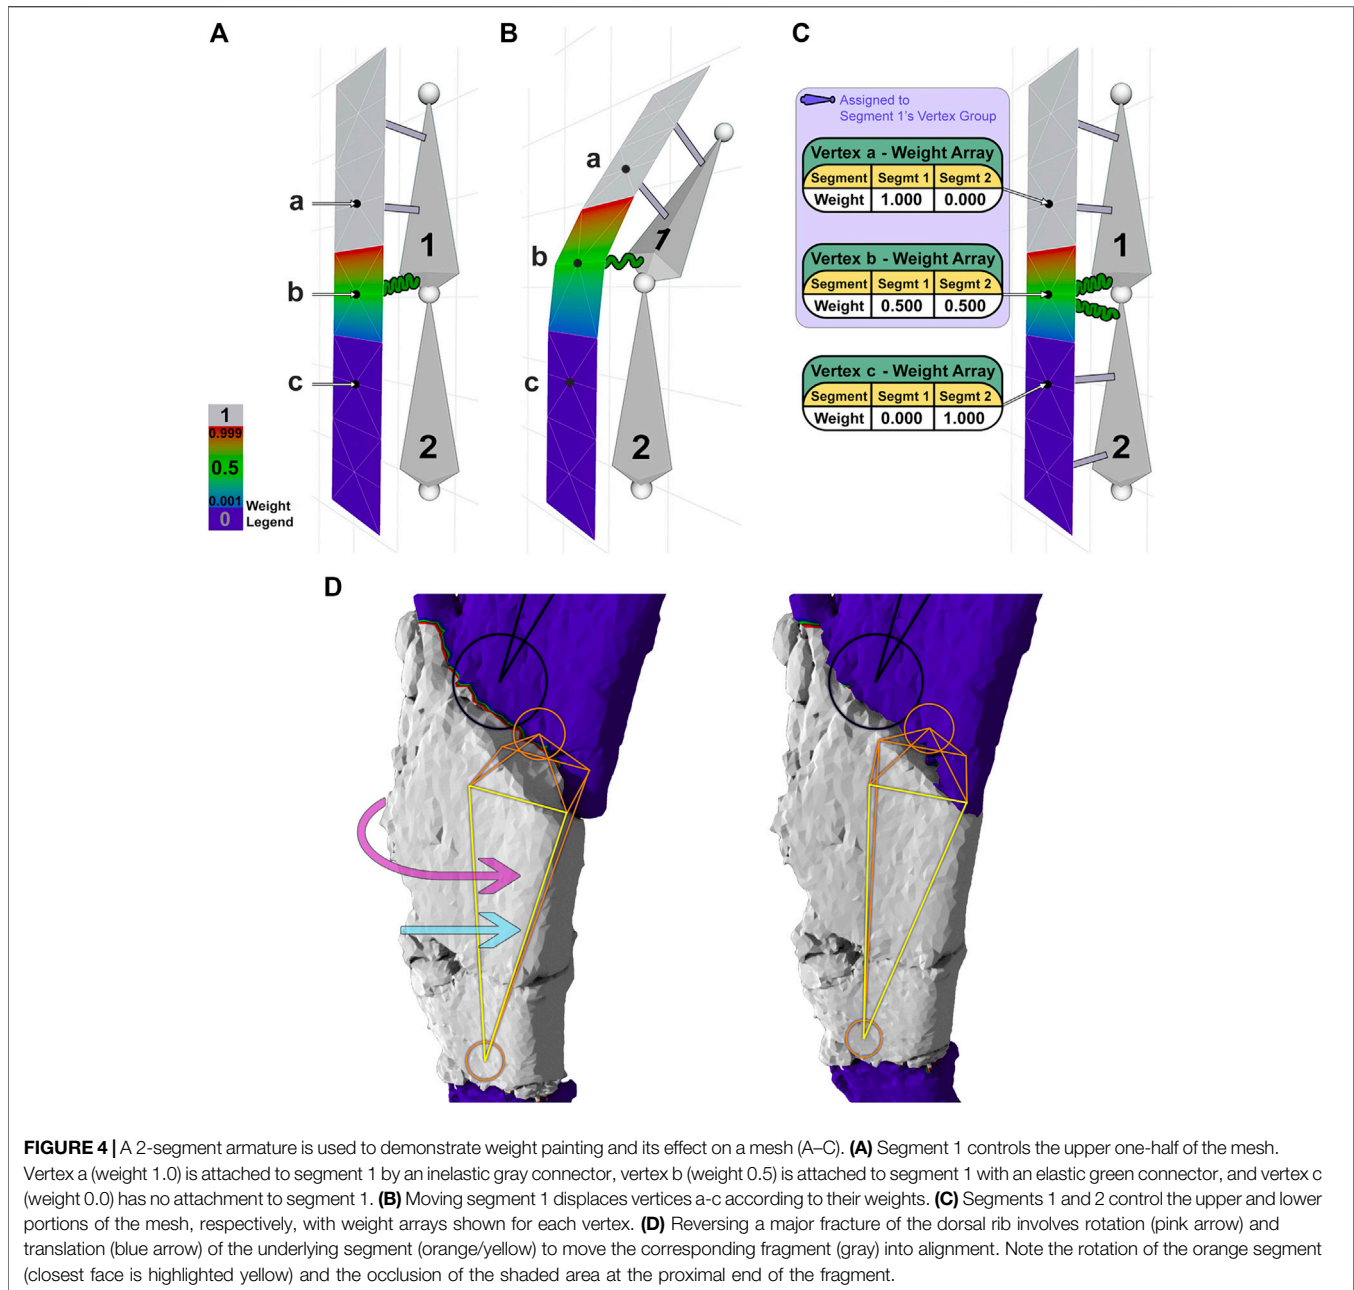 A
B
C
a
b
c
1
2
1
0.999
0.5
0.001
0
Weight
Legend
a
b
c
1
2
Assigned to
Segment 1's Vertex Group
Vertex a - Weight Array
Segment Segmt 1 Segmt 2
Weight 1.000 0.000
Vertex b - Weight Array
Segment Segmt 1 Segmt 2
Weight 0.500 0.500
Vertex c - Weight Array
Segment Segmt 1 Segmt 2
Weight 0.000 1.000
1
2
D
FIGURE 4 | A 2-segment armature is used to demonstrate weight painting and its effect on a mesh (A–C). (A) Segment 1 controls the upper one-half of the mesh.
Vertex a (weight 1.0) is attached to segment 1 by an inelastic gray connector, vertex b (weight 0.5) is attached to segment 1 with an elastic green connector, and vertex c
(weight 0.0) has no attachment to segment 1. (B) Moving segment 1 displaces vertices a-c according to their weights. (C) Segments 1 and 2 control the upper and lower
portions of the mesh, respectively, with weight arrays shown for each vertex. (D) Reversing a major fracture of the dorsal rib involves rotation (pink arrow) and
translation (blue arrow) of the underlying segment (orange/yellow) to move the corresponding fragment (gray) into alignment. Note the rotation of the orange segment
(closest face is highlighted yellow) and the occlusion of the shaded area at the proximal end of the fragment.